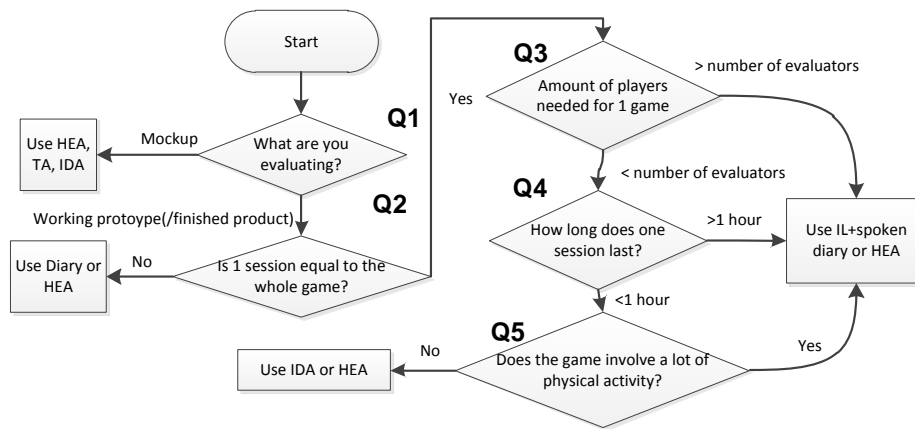 Start
Q1
What are you
evaluating?
Mockup
Use HEA,
TA, IDA
Working protoype(/finished product)
Q2
Is 1 session equal to the
whole game?
No
Use Diary or
HEA
Yes
Q3
Amount of players
needed for 1 game
> number of evaluators
< number of evaluators
Q4
How long does one
session last?
>1 hour
Use IL+spoken
diary or HEA
<1 hour
Q5
Does the game involve a lot of
physical activity?
Yes
No
Use IDA or HEA